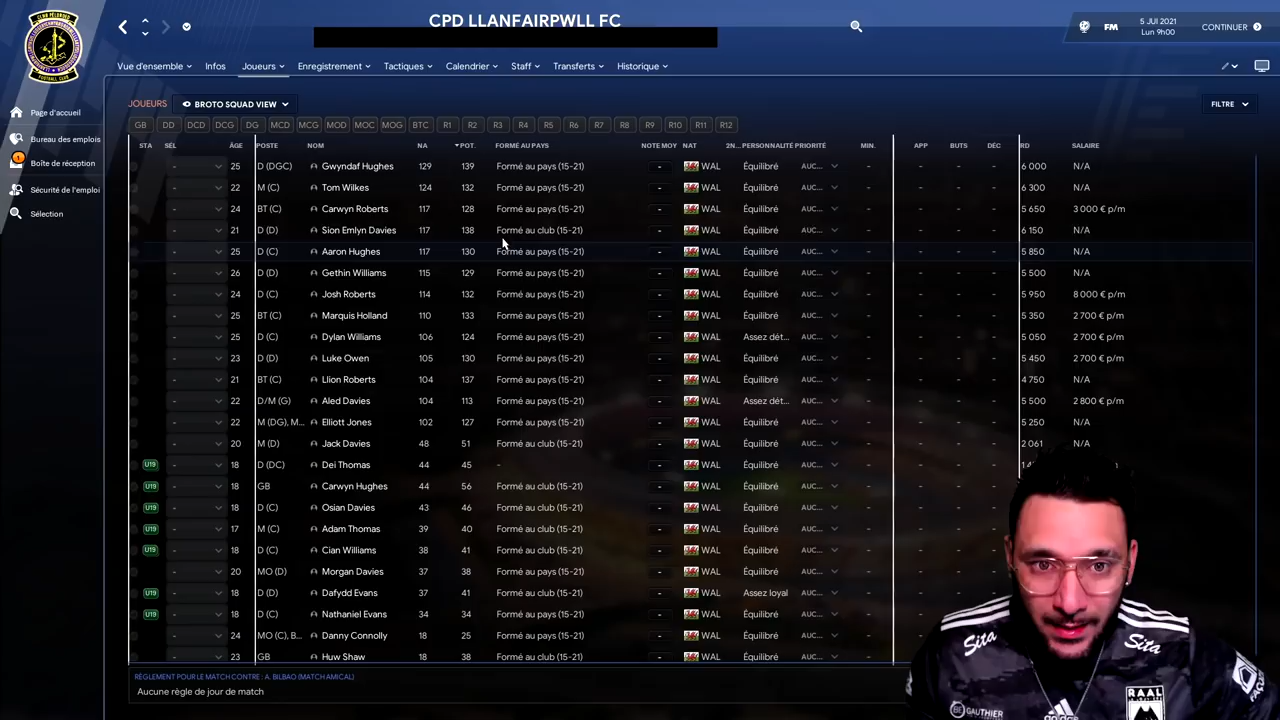 CPD LLANFAIRPWLL FC
5 JUI 2021
Lun 9h00
FM
CONTINUER
Vue d'ensemble Infos Joueurs Enregistrement Tactiques Calendrier Staff Transferts Historique
Page d'accueil
Bureau des emplois
1
Boîte de réception
Sécurité de l'emploi
Sélection
JOUEURS BROTO SQUAD VIEW FILTRE
GB DD DCD DCG DG MCD MCG MOD MOC MOG BTC R1 R2 R3 R4 R5 R6 R7 R8 R9 R10 R11 R12
STA SÉL ÂGE POSTE NOM NA POT. FORMÉ AU PAYS NOTE MOY NAT 2N... PERSONNALITÉ PRIORITÉ MIN. APP BUTS DÉC RD SALAIRE
- 25 D (DGC) Gwyndaf Hughes 129 139 Formé au pays (15-21) - WAL Équilibré AUC... - - - - 6 000 N/A
- 22 M (C) Tom Wilkes 124 132 Formé au pays (15-21) - WAL Équilibré AUC... - - - - 6 300 N/A
- 24 BT (C) Carwyn Roberts 117 128 Formé au pays (15-21) - WAL Équilibré AUC... - - - - 5 650 3 000 € p/m
- 21 D (D) Sion Emlyn Davies 117 138 Formé au club (15-21) - WAL Équilibré AUC... - - - - 6 150 N/A
- 25 D (C) Aaron Hughes 117 130 Formé au pays (15-21) - WAL Équilibré AUC... - - - - 5 850 N/A
- 26 D (D) Gethin Williams 115 129 Formé au pays (15-21) - WAL Équilibré AUC... - - - - 5 500 N/A
- 24 D (C) Josh Roberts 114 132 Formé au pays (15-21) - WAL Équilibré AUC... - - - - 5 950 8 000 € p/m
- 25 BT (C) Marquis Holland 110 133 Formé au pays (15-21) - WAL Équilibré AUC... - - - - 5 350 2 700 € p/m
- 25 D (C) Dylan Williams 106 124 Formé au pays (15-21) - WAL Assez dét... AUC... - - - - 5 050 2 700 € p/m
- 23 D (D) Luke Owen 105 130 Formé au pays (15-21) - WAL Équilibré AUC... - - - - 5 450 2 700 € p/m
- 21 BT (C) Llion Roberts 104 137 Formé au pays (15-21) - WAL Équilibré AUC... - - - - 4 750 N/A
- 22 D/M (G) Aled Davies 104 113 Formé au pays (15-21) - WAL Assez dét... AUC... - - - - 5 500 2 800 € p/m
- 22 M (DG), M... Elliott Jones 102 127 Formé au pays (15-21) - WAL Équilibré AUC... - - - - 5 250 N/A
- 20 M (D) Jack Davies 48 51 Formé au club (15-21) - WAL Équilibré AUC... - - - - 2 061 N/A
U19 - 18 D (DC) Dei Thomas 44 45 - - WAL Équilibré AUC... - - - -
U19 - 18 GB Carwyn Hughes 44 56 Formé au club (15-21) - WAL Équilibré AUC... - - - -
U19 - 18 D (C) Osian Davies 43 46 Formé au club (15-21) - WAL Équilibré AUC... - - - -
U19 - 17 M (C) Adam Thomas 39 40 Formé au club (15-21) - WAL Équilibré AUC... - - - -
U19 - 18 D (C) Cian Williams 38 41 Formé au club (15-21) - WAL Équilibré AUC... - - - -
- 20 MO (D) Morgan Davies 37 38 Formé au pays (15-21) - WAL Équilibré AUC... - - - -
U19 - 18 D (D) Dafydd Evans 37 41 Formé au club (15-21) - WAL Assez loyal AUC... - - - -
U19 - 18 D (C) Nathaniel Evans 34 34 Formé au pays (15-21) - WAL Équilibré AUC... - - -
- 24 MO (C), B... Danny Connolly 18 25 Formé au pays (15-21) - WAL Équilibré AUC... - - -
- 23 GB Huw Shaw 18 38 Formé au club (15-21) - WAL Équilibré AUC... - -
RÈGLEMENT POUR LE MATCH CONTRE : A. BILBAO (MATCH AMICAL)
Aucune règle de jour de match
Sita
Sita
RAAL
GAUTHIER
adidas